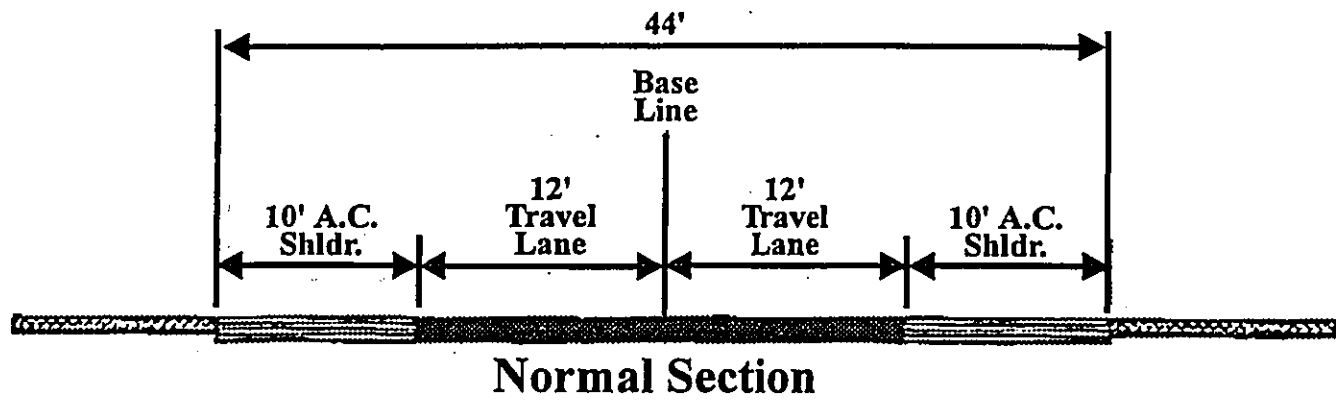 44'
Base
Line
10' A.C.
Shldr.
12'
Travel
Lane
12'
Travel
Lane
10' A.C.
Shldr.
Normal Section